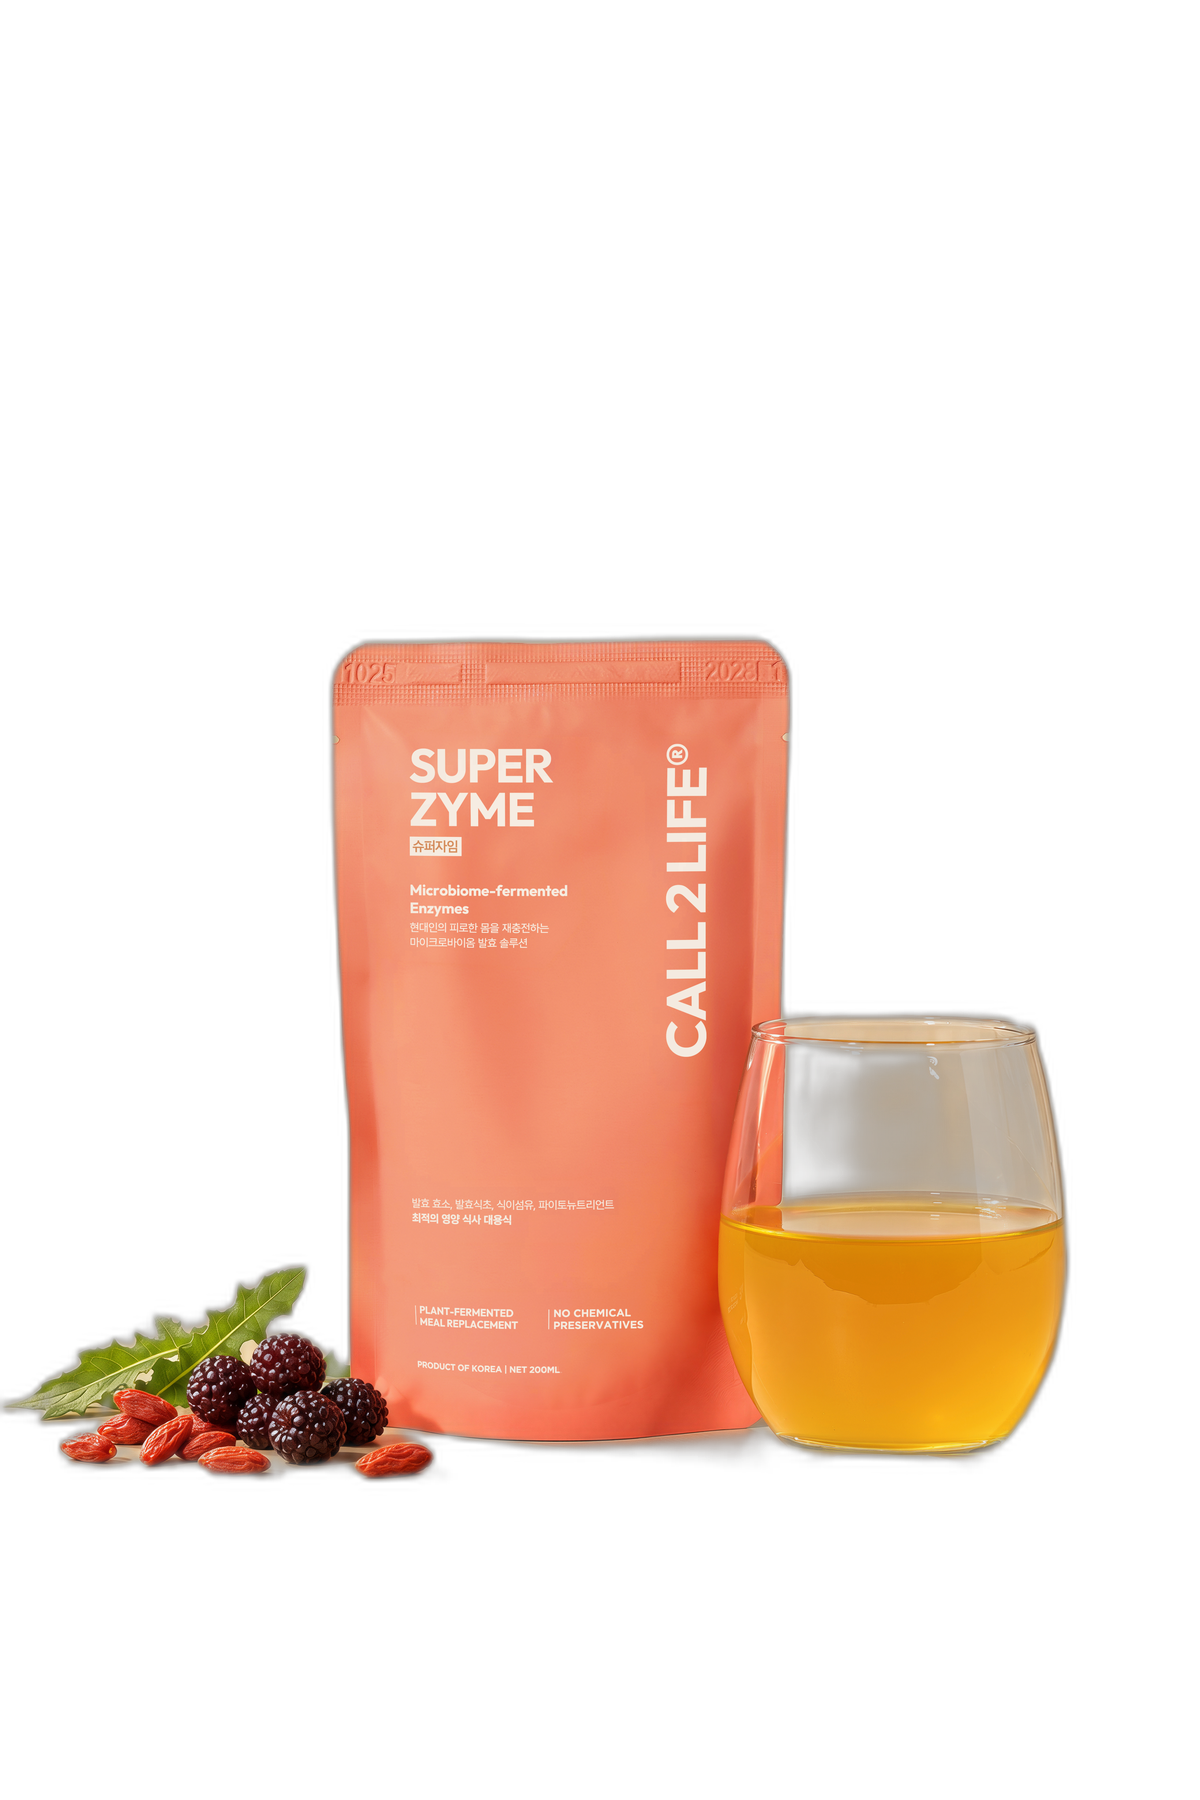 1025
SUPER
ZYME
슈퍼자임
Microbiome-fermented
Enzymes
현대인의 피로한 몸을 재충전하는
마이크로바이옴 발효 솔루션
CALL 2 LIFE®
발효 효소, 발효식초, 식이섬유, 파이토뉴트리언트
최적의 영양 식사 대용식
PLANT-FERMENTED
MEAL REPLACEMENT
NO CHEMICAL
PRESERVATIVES
PRODUCT OF KOREA | NET 200ML